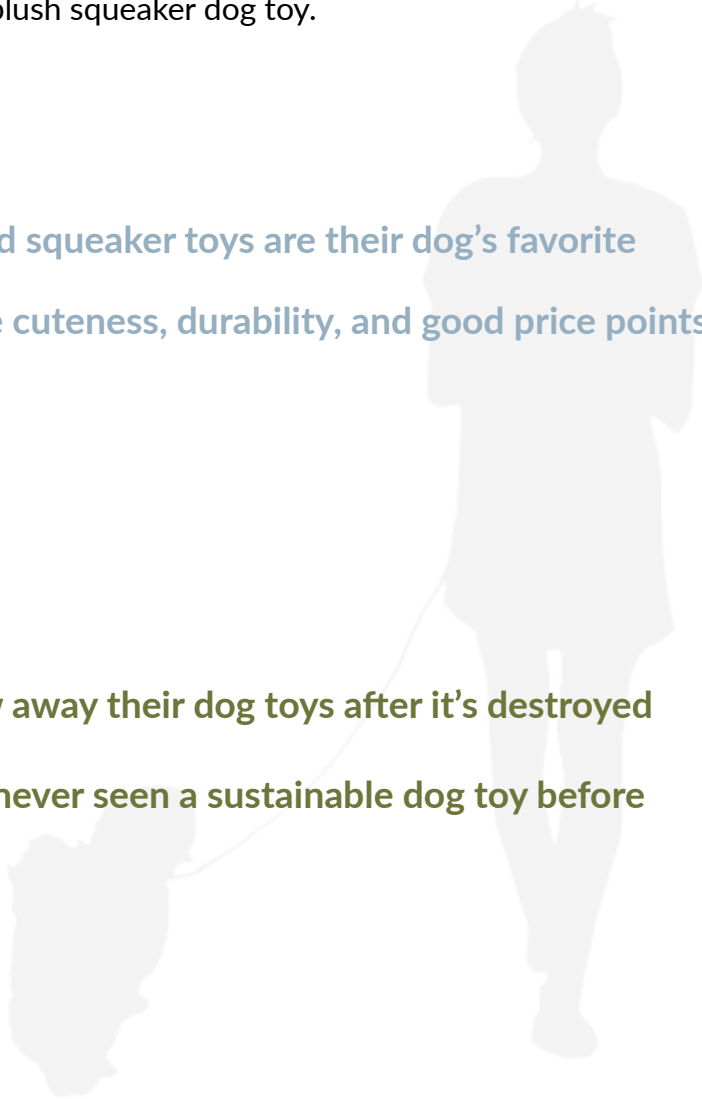 plush squeaker dog toy.
d squeaker toys are their dog’s favorite
e cuteness, durability, and good price points
w away their dog toys after it’s destroyed
never seen a sustainable dog toy before